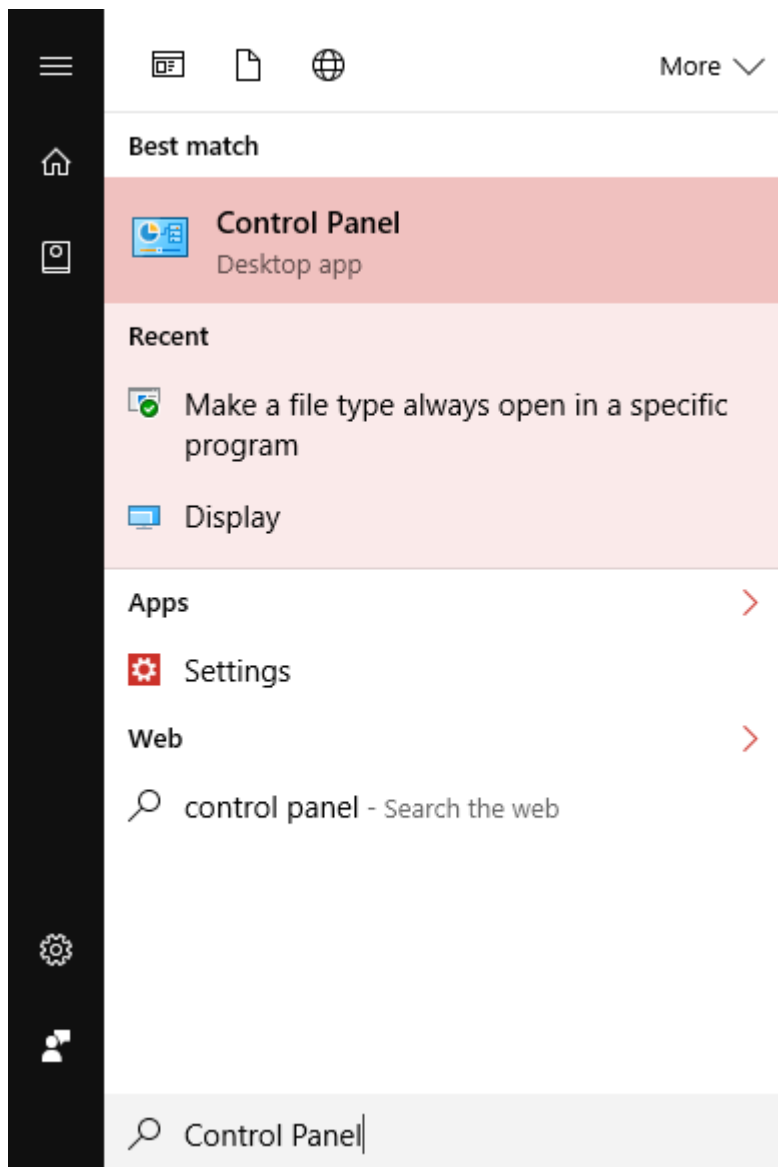 More
Best match
Control Panel
Desktop app
Recent
Make a file type always open in a specific
program
Display
Apps
Settings
Web
control panel - Search the web
Control Panel